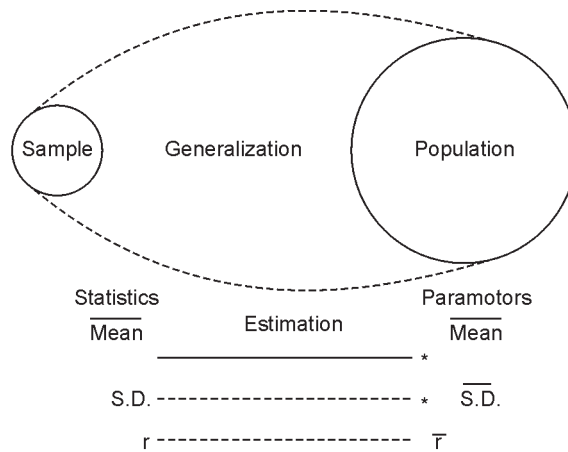 Sample Generalization Population
Statistics Paramotors
Mean Estimation Mean
*
S.D. * S.D.
r r